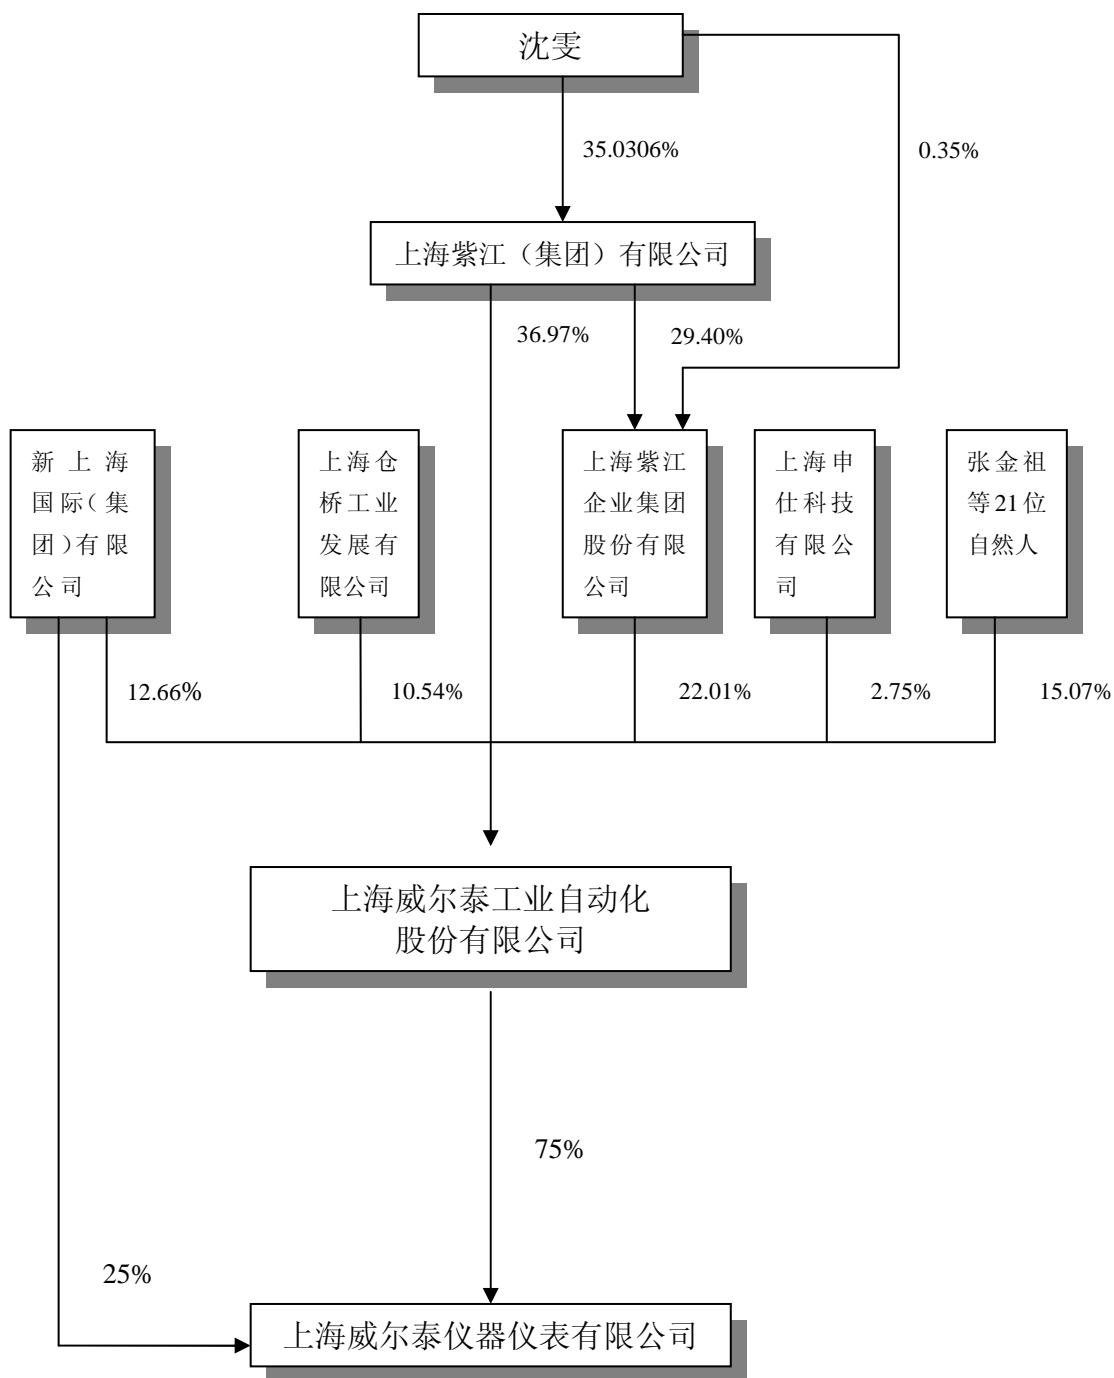 沈雯
35.0306%
0.35%
上海紫江（集团）有限公司
36.97%
29.40%
新上海
国际（集
团）有限
公司
上海仓
桥工业
发展有
限公司
上海紫江
企业集团
股份有限
公司
上海申
仕科技
有限公
司
张金祖
等21位
自然人
12.66%
10.54%
22.01%
2.75%
15.07%
上海威尔泰工业自动化
股份有限公司
75%
25%
上海威尔泰仪器仪表有限公司